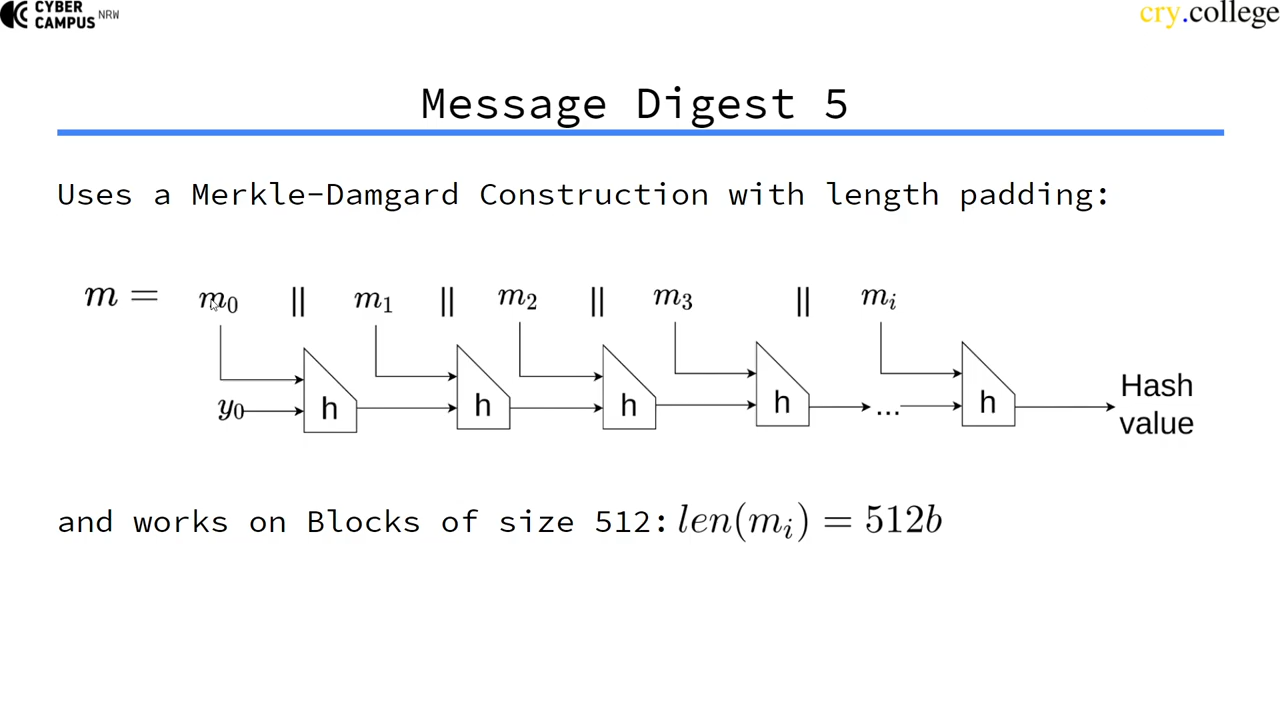 CYBER
CAMPUS NRW
cry.college
Message Digest 5
Uses a Merkle-Damgard Construction with length padding:
m = m₀ || m₁ || m₂ || m₃ || mᵢ
y₀ h h h h ... h
Hash
value
and works on Blocks of size 512: len(mᵢ) = 512b